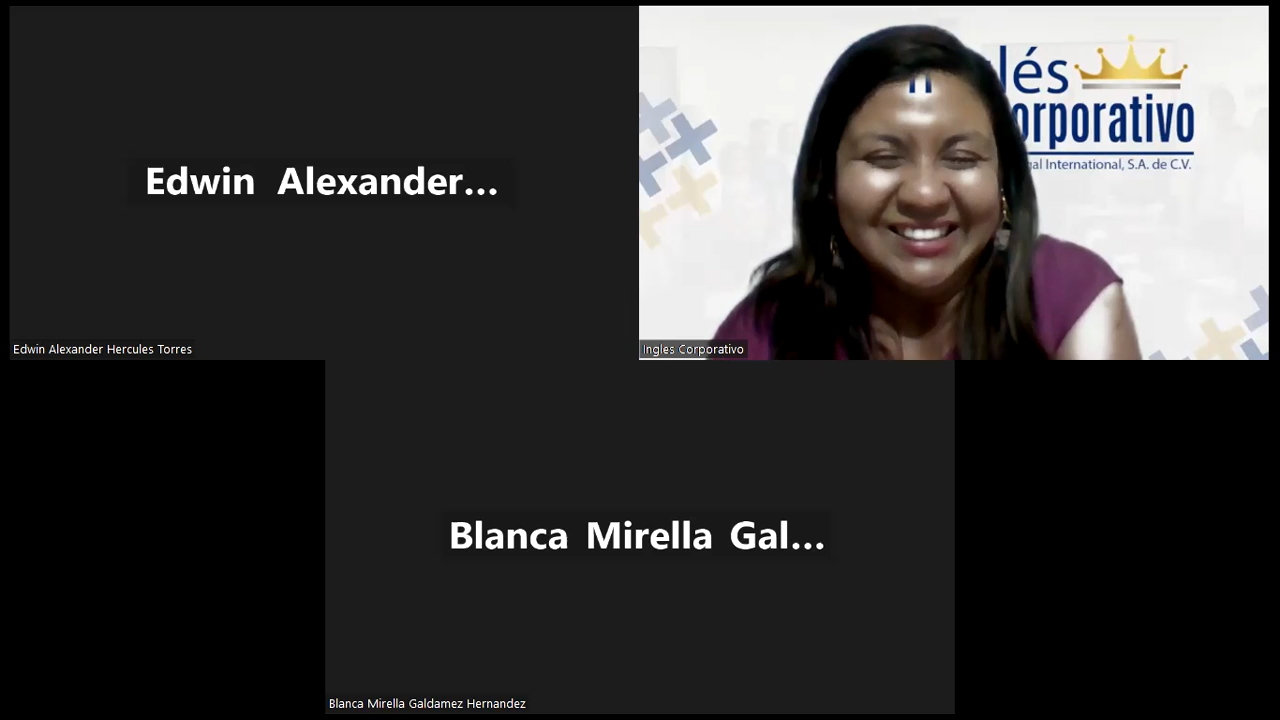 Edwin Alexander...
Edwin Alexander Hercules Torres
lés
orporativo
al International, S.A. de C.V.
Ingles Corporativo
Blanca Mirella Gal...
Blanca Mirella Galdamez Hernandez